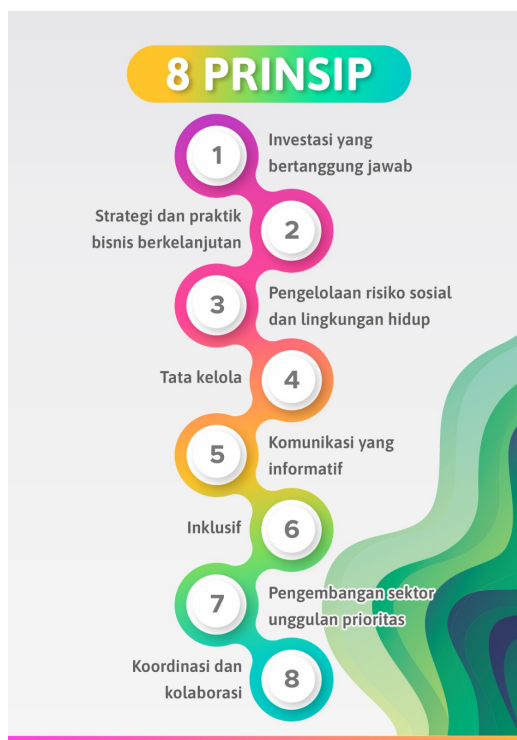 8 PRINSIP
1
Investasi yang
bertanggung jawab
Strategi dan praktik
bisnis berkelanjutan
2
3
Pengelolaan risiko sosial
dan lingkungan hidup
Tata kelola
4
5
Komunikasi yang
informatif
Inklusif
6
7
Pengembangan sektor
unggulan prioritas
Koordinasi dan
kolaborasi
8